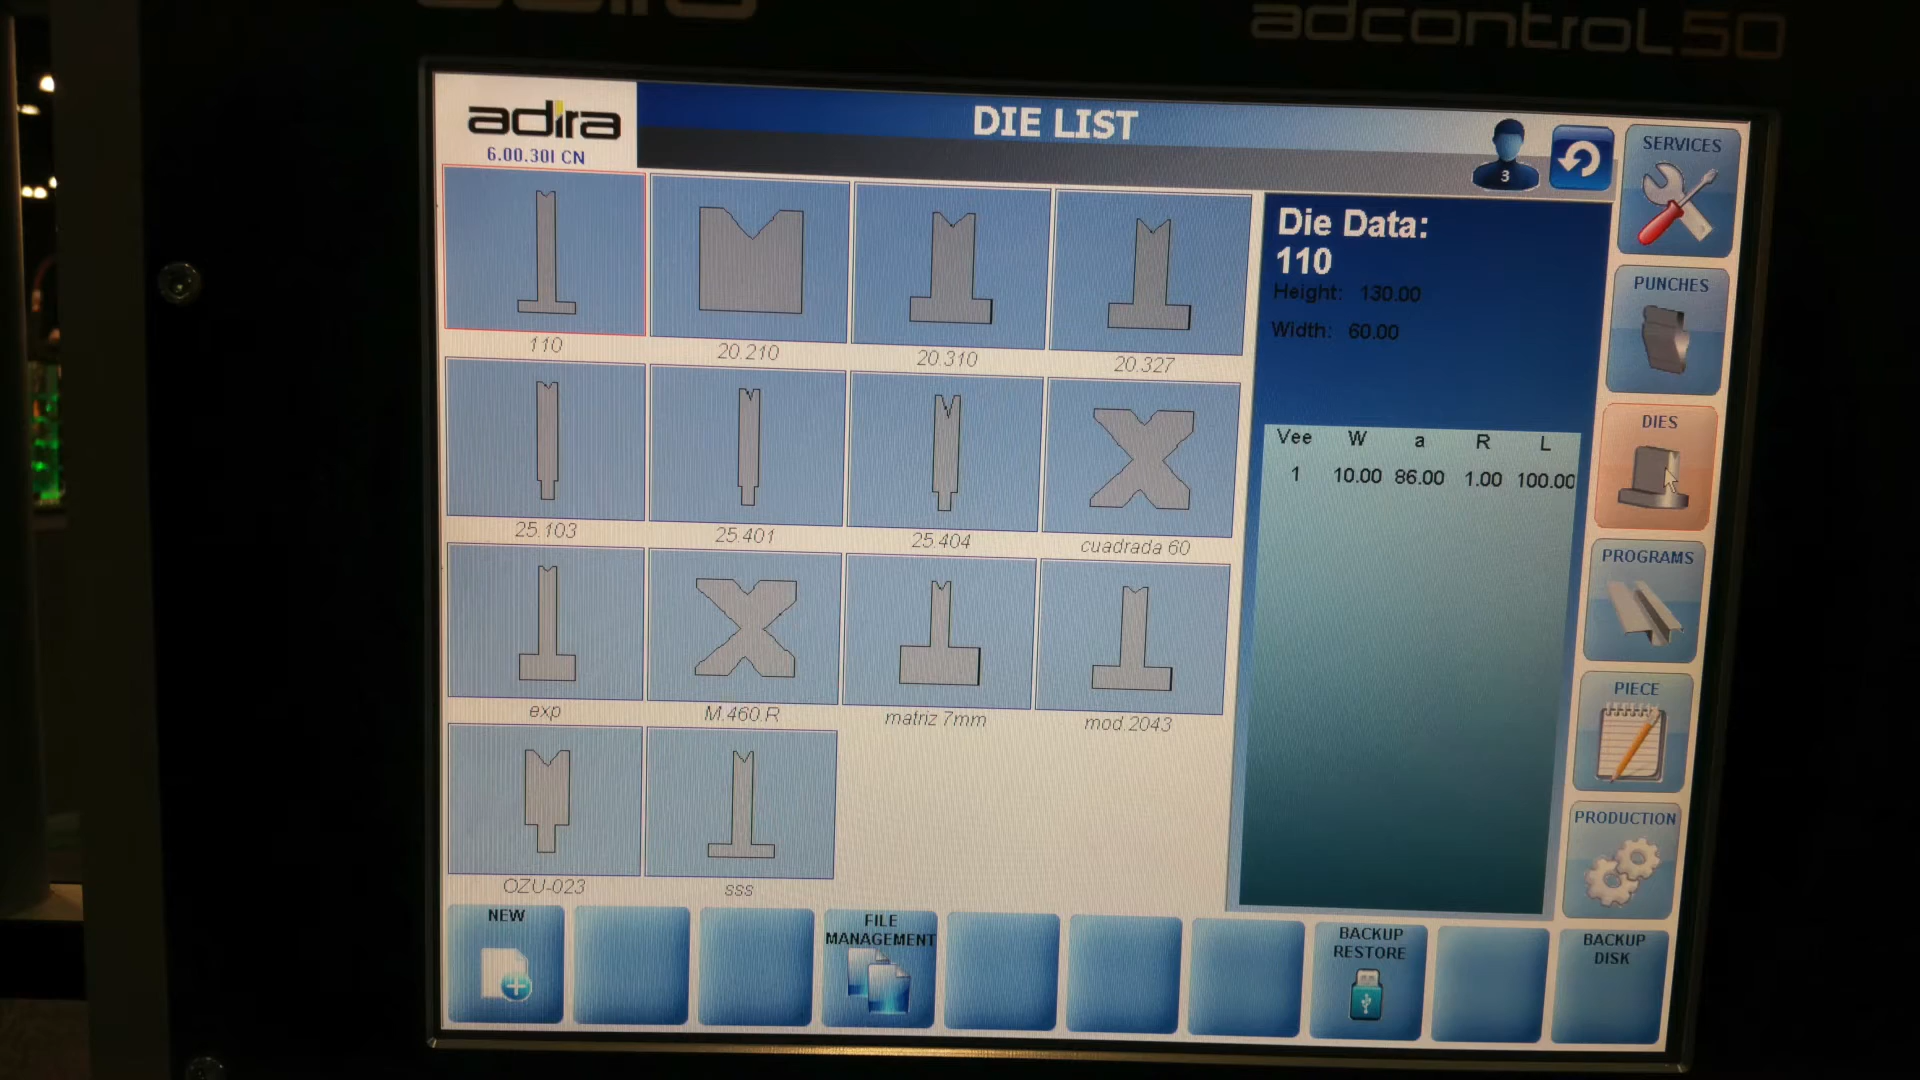 adira
adcontroL50
adira
6.00.30I CN
DIE LIST
3
SERVICES
110
20.210
20.310
20.327
Die Data:
110
Height: 130.00
Width: 60.00
PUNCHES
25.103
25.401
25.404
cuadrada 60
Vee W a R L
1 10.00 86.00 1.00 100.00
DIES
exp
M.460.R
matriz 7mm
mod.2043
PROGRAMS
OZU-023
sss
PIECE
PRODUCTION
NEW
FILE
MANAGEMENT
BACKUP
RESTORE
BACKUP
DISK